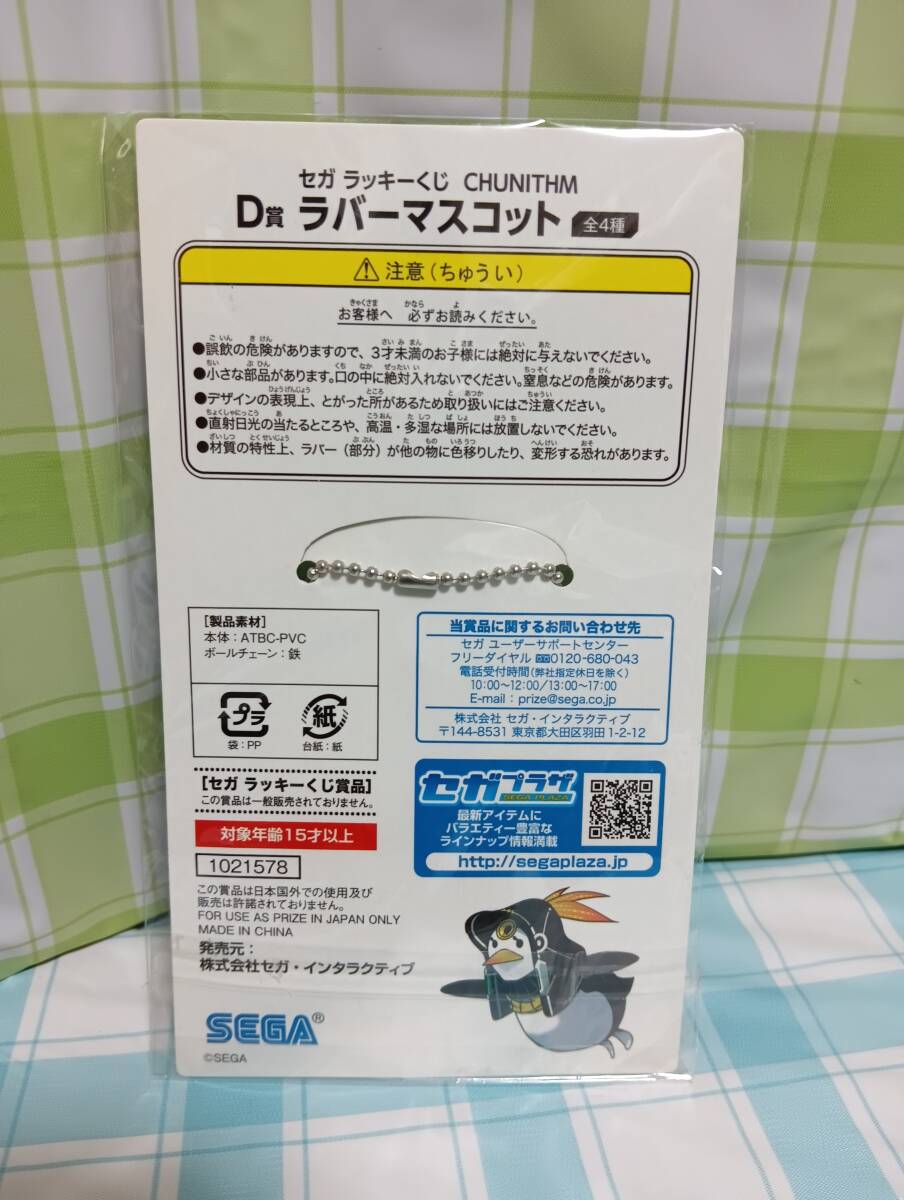 セガ ラッキーくじ CHUNITHM
D賞 ラバーマスコット 全4種
⚠ 注意(ちゅうい)
お客様へ 必ずお読みください。
●誤飲の危険がありますので、3才未満のお子様には絶対に与えないでください。
●小さな部品があります。口の中に絶対入れないでください。窒息などの危険があります。
●デザインの表現上、とがった所があるため取り扱いにはご注意ください。
●直射日光の当たるところや、高温・多湿な場所には放置しないでください。
●材質の特性上、ラバー(部分)が他の物に色移りしたり、変形する恐れがあります。
[製品素材]
本体:ATBC-PVC
ボールチェーン:鉄
プラ
袋:PP
紙
台紙:紙
[セガ ラッキーくじ賞品]
この賞品は一般販売されておりません。
対象年齢15才以上
1021578
この賞品は日本国外での使用及び
販売は許諾されておりません。
FOR USE AS PRIZE IN JAPAN ONLY
MADE IN CHINA
発売元:
株式会社セガ・インタラクティブ
SEGA®
©SEGA
当賞品に関するお問い合わせ先
セガ ユーザーサポートセンター
フリーダイヤル 0120-680-043
電話受付時間(弊社指定休日を除く)
10:00~12:00/13:00~17:00
E-mail:prize@sega.co.jp
株式会社 セガ・インタラクティブ
〒144-8531 東京都大田区羽田1-2-12
セガプラザ
SEGA PLAZA
最新アイテムに
バラエティー豊富な
ラインナップ情報満載
http://segaplaza.jp